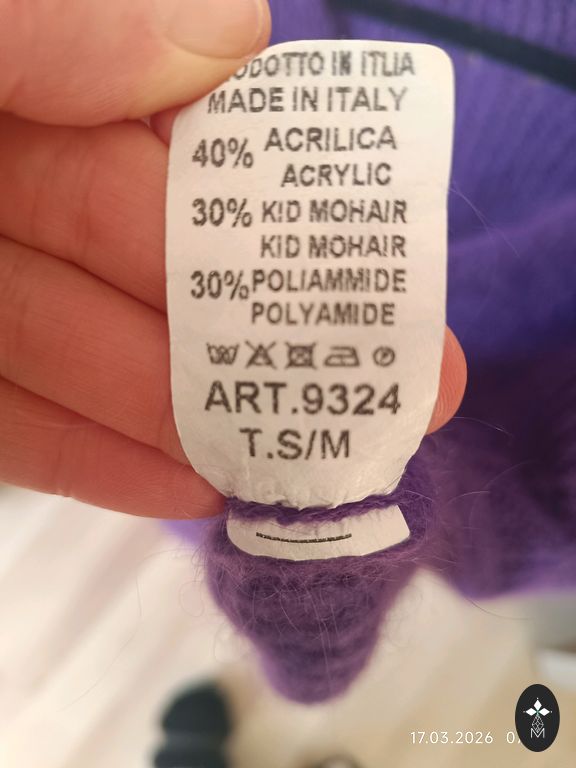 ODOTTO IN ITLIA
MADE IN ITALY
40% ACRILICA
ACRYLIC
30% KID MOHAIR
KID MOHAIR
30% POLIAMMIDE
POLYAMIDE
ART.9324
T.S/M
17.03.2026
M